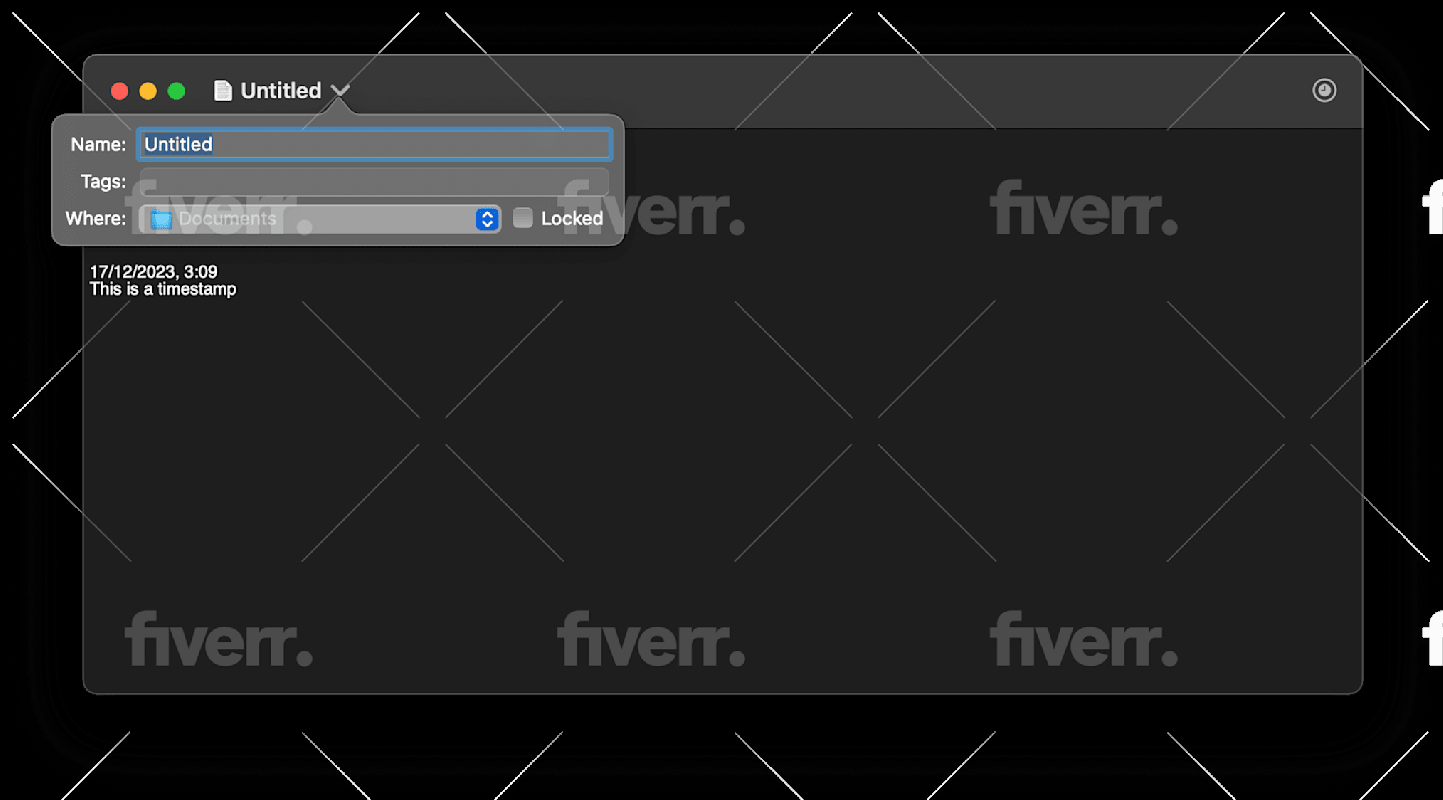 Untitled
Name: Untitled
Tags:
Where: Documents Locked
fiverr. fiverr. fiverr. f
17/12/2023, 3:09
This is a timestamp
fiverr. fiverr. fiverr. f